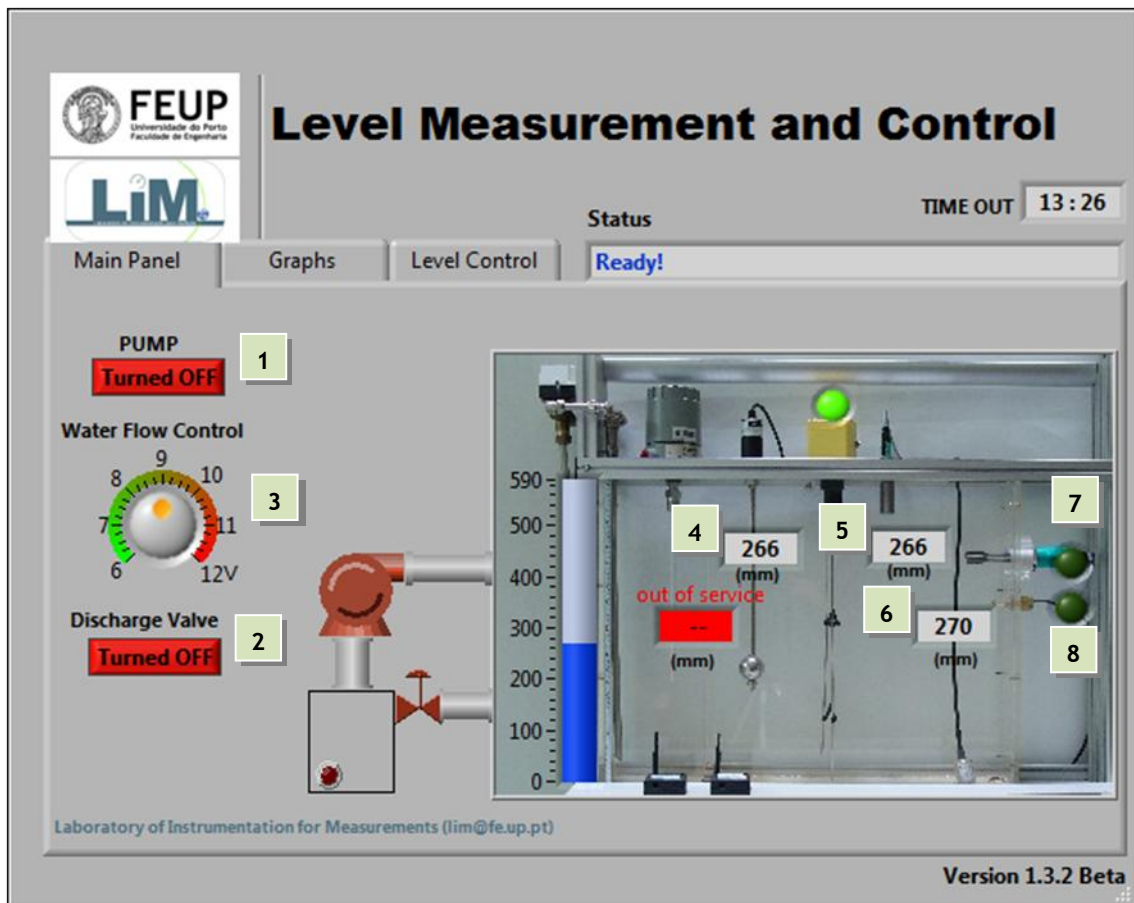 FEUP
Universidade do Porto
Faculdade de Engenharia
Level Measurement and Control
LiM
TIME OUT 13 : 26
Status
Main Panel Graphs Level Control Ready!
PUMP 1
Turned OFF
Water Flow Control
6 7 8 9 10 11 12V
3
Discharge Valve 2
Turned OFF
590
500
400
300
200
100
0
4 266
(mm)
5 266
(mm)
out of service
--
(mm)
6 270
(mm)
7
8
Laboratory of Instrumentation for Measurements (lim@fe.up.pt)
Version 1.3.2 Beta